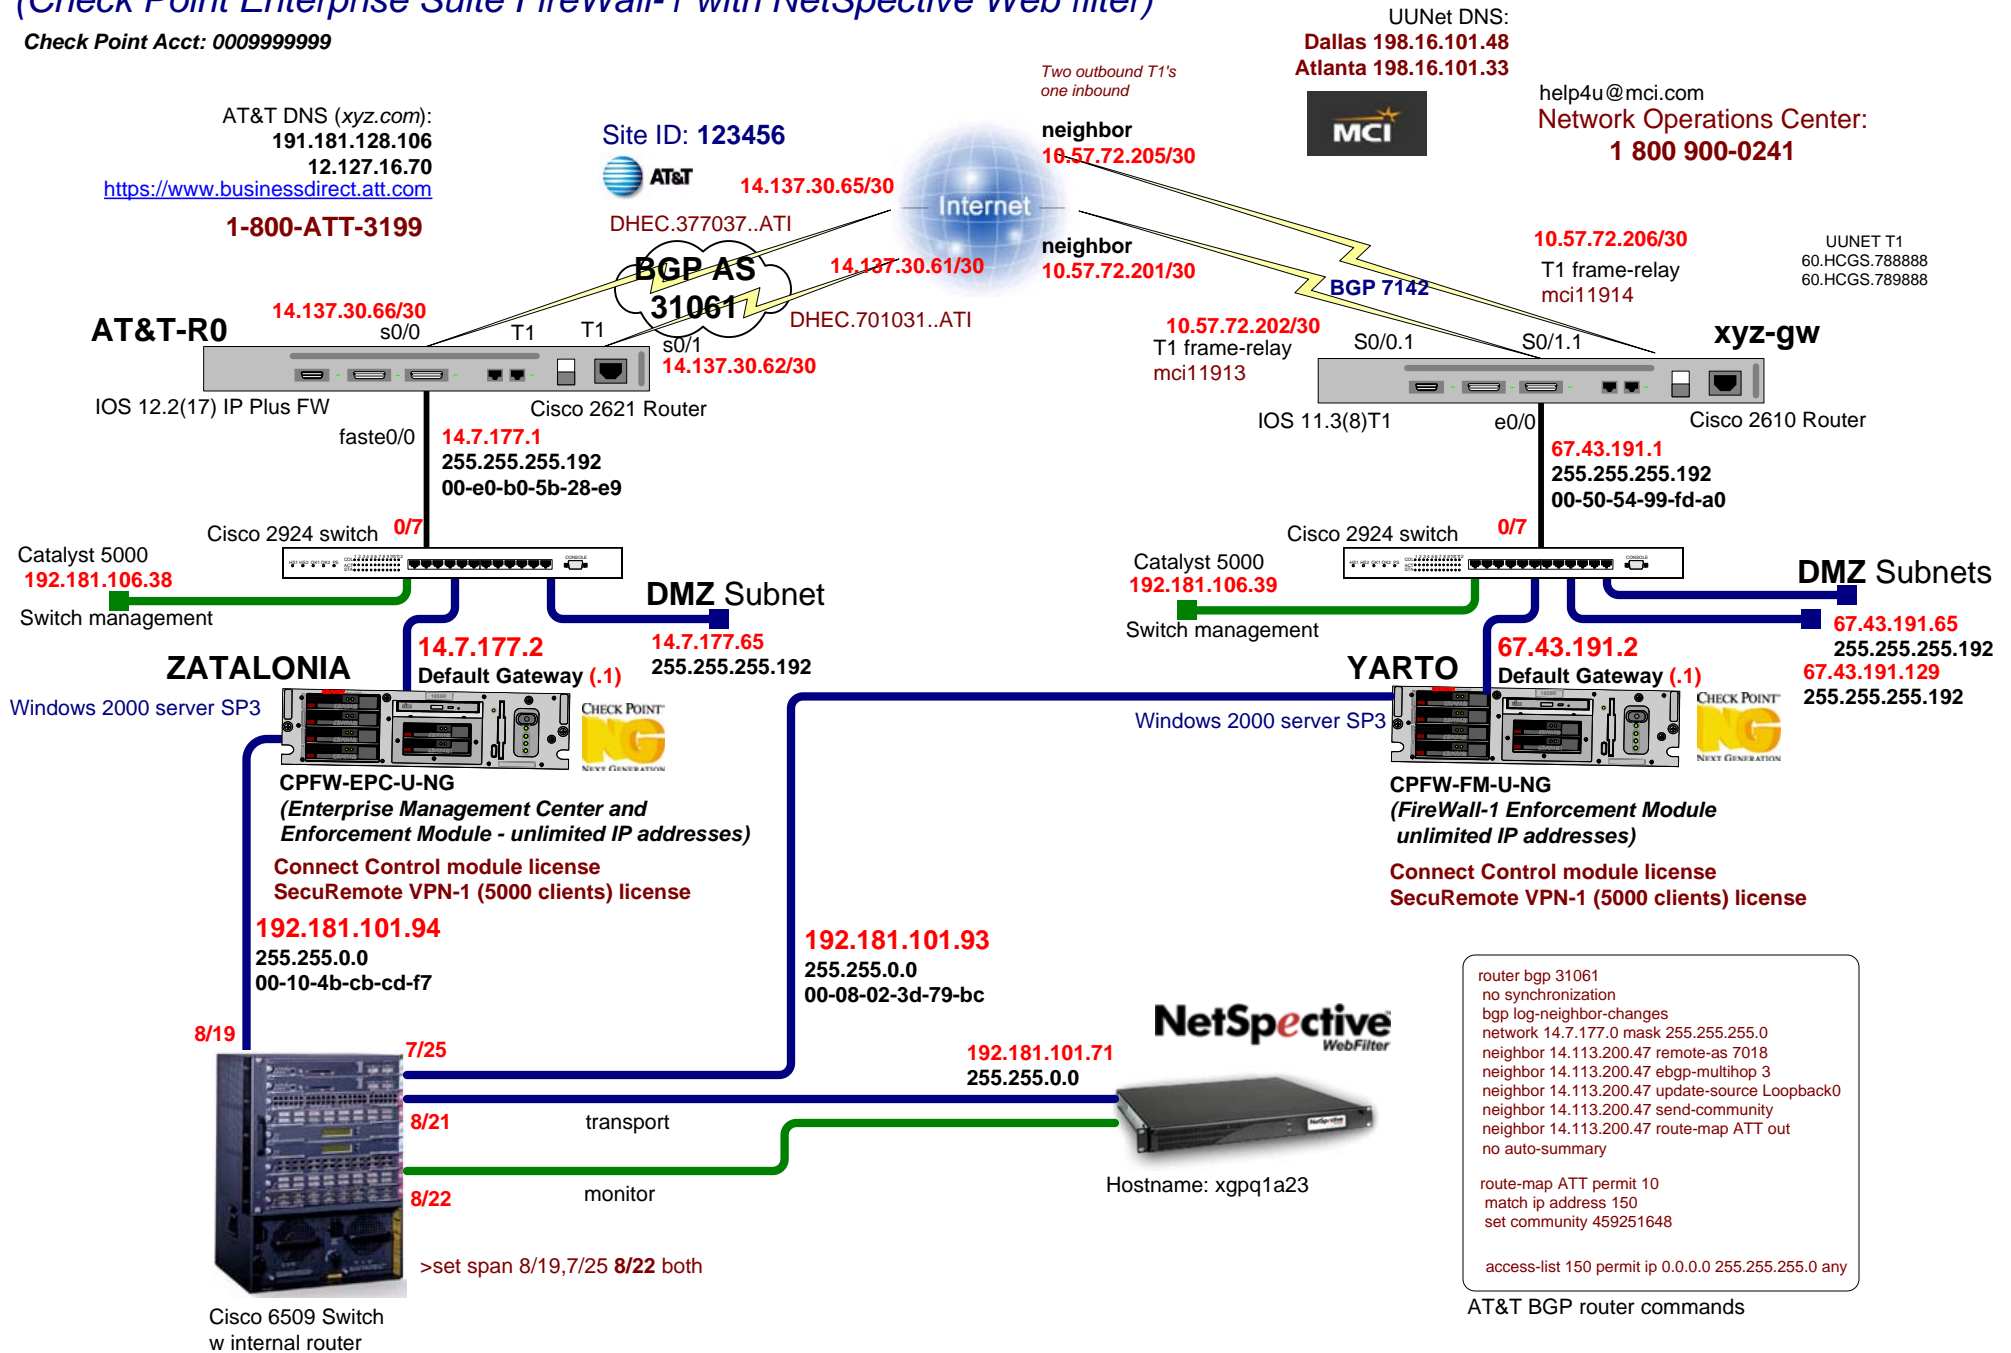 (Check Point Enterprise Suite FireWall-1 with NetSpective Web filter)
Check Point Acct: 0009999999
UUNet DNS:
Dallas 198.16.101.48
Atlanta 198.16.101.33
Two outbound T1's
one inbound
MCI
help4u@mci.com
Network Operations Center:
1 800 900-0241
AT&T DNS (xyz.com):
191.181.128.106
12.127.16.70
https://www.businessdirect.att.com
1-800-ATT-3199
Site ID: 123456
AT&T
14.137.30.65/30
DHEC.377037..ATI
BGP AS
31061
14.137.30.61/30
DHEC.701031..ATI
Internet
neighbor
10.57.72.205/30
neighbor
10.57.72.201/30
BGP 7142
10.57.72.206/30
T1 frame-relay
mci11914
UUNET T1
60.HCGS.788888
60.HCGS.789888
AT&T-R0
14.137.30.66/30
s0/0
T1
T1
s0/1
14.137.30.62/30
IOS 12.2(17) IP Plus FW
Cisco 2621 Router
faste0/0
14.7.177.1
255.255.255.192
00-e0-b0-5b-28-e9
10.57.72.202/30
T1 frame-relay
mci11913
S0/0.1
S0/1.1
xyz-gw
IOS 11.3(8)T1
e0/0
Cisco 2610 Router
67.43.191.1
255.255.255.192
00-50-54-99-fd-a0
Cisco 2924 switch
0/7
CONSOLE
Catalyst 5000
192.181.106.38
Switch management
DMZ Subnet
14.7.177.65
255.255.255.192
Cisco 2924 switch
0/7
CONSOLE
Catalyst 5000
192.181.106.39
Switch management
DMZ Subnets
67.43.191.65
255.255.255.192
67.43.191.129
255.255.255.192
ZATALONIA
14.7.177.2
Default Gateway (.1)
Windows 2000 server SP3
1850R
CHECK POINT
NG
NEXT GENERATION
CPFW-EPC-U-NG
(Enterprise Management Center and
Enforcement Module - unlimited IP addresses)
Connect Control module license
SecuRemote VPN-1 (5000 clients) license
YARTO
67.43.191.2
Default Gateway (.1)
Windows 2000 server SP3
1850R
CHECK POINT
NG
NEXT GENERATION
CPFW-FM-U-NG
(FireWall-1 Enforcement Module
unlimited IP addresses)
Connect Control module license
SecuRemote VPN-1 (5000 clients) license
192.181.101.94
255.255.0.0
00-10-4b-cb-cd-f7
192.181.101.93
255.255.0.0
00-08-02-3d-79-bc
8/19
7/25
8/21
transport
8/22
monitor
>set span 8/19,7/25 8/22 both
Cisco 6509 Switch
w internal router
NetSpective
WebFilter
192.181.101.71
255.255.0.0
NetSpective
Hostname: xgpq1a23
router bgp 31061
no synchronization
bgp log-neighbor-changes
network 14.7.177.0 mask 255.255.255.0
neighbor 14.113.200.47 remote-as 7018
neighbor 14.113.200.47 ebgp-multihop 3
neighbor 14.113.200.47 update-source Loopback0
neighbor 14.113.200.47 send-community
neighbor 14.113.200.47 route-map ATT out
no auto-summary
route-map ATT permit 10
match ip address 150
set community 459251648
access-list 150 permit ip 0.0.0.0 255.255.255.0 any
AT&T BGP router commands